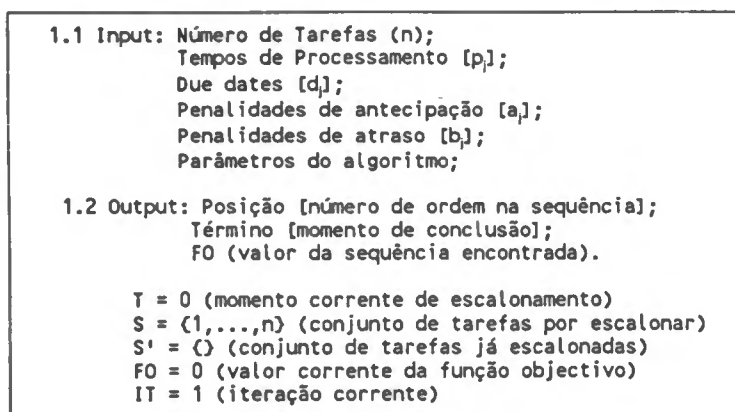 1.1 Input: Número de Tarefas (n);
Tempos de Processamento [pj];
Due dates [dj];
Penalidades de antecipação [aj];
Penalidades de atraso [bj];
Parâmetros do algoritmo;
1.2 Output: Posição [número de ordem na sequência];
Término [momento de conclusão];
FO (valor da sequência encontrada).
T = 0 (momento corrente de escalonamento)
S = {1,...,n} (conjunto de tarefas por escalonar)
S' = {} (conjunto de tarefas já escalonadas)
FO = 0 (valor corrente da função objectivo)
IT = 1 (iteração corrente)